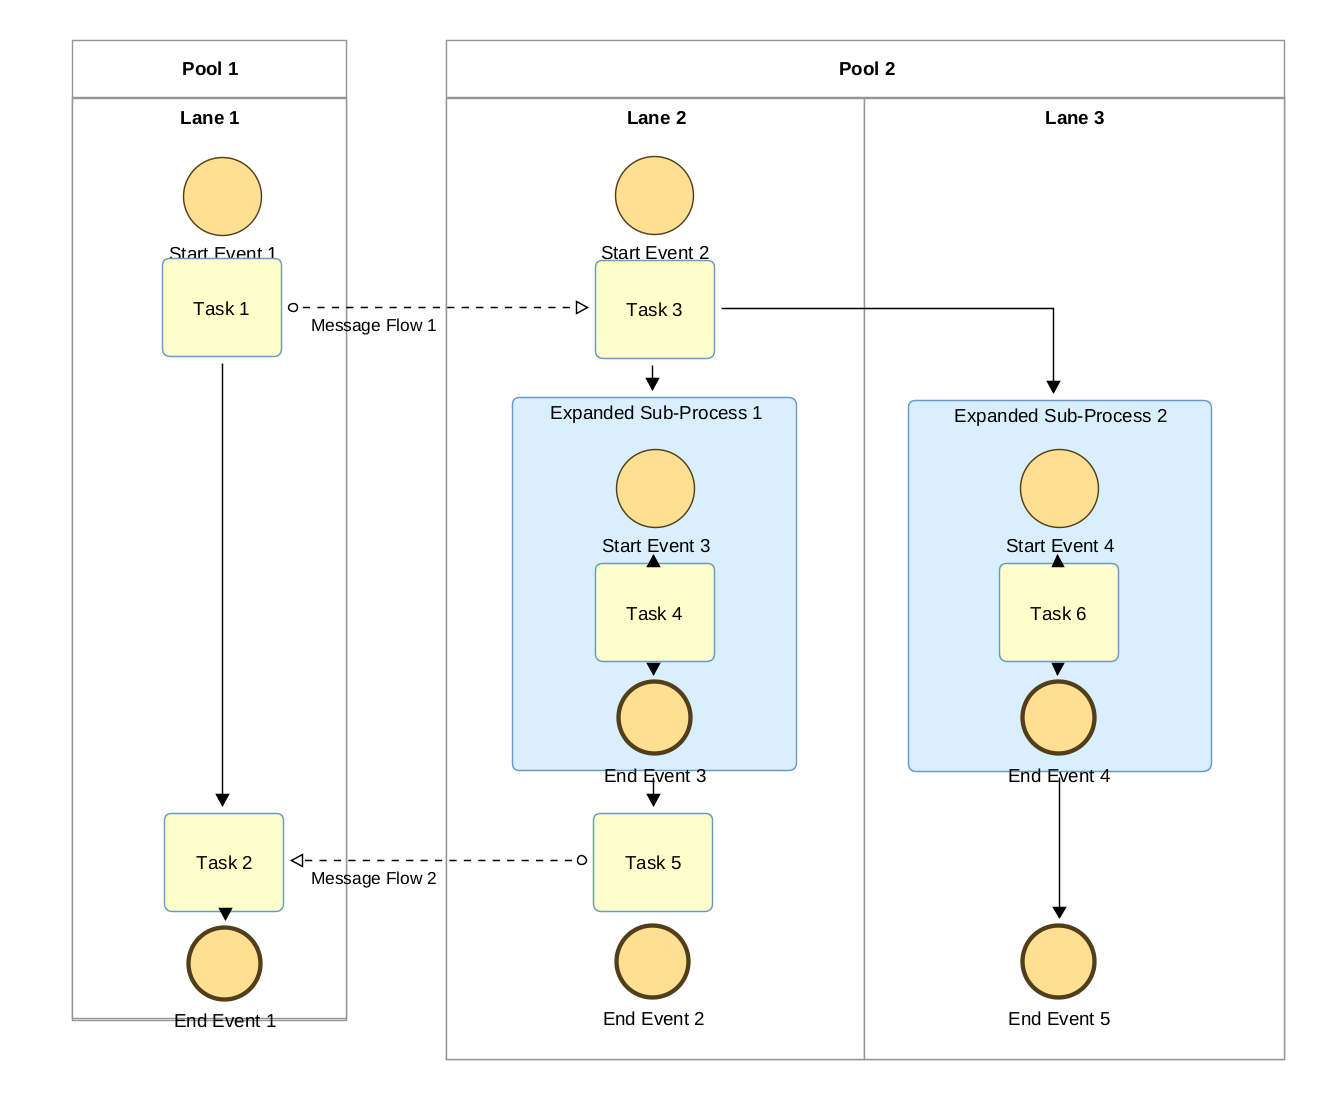 Pool 1
Pool 2
Lane 1
Lane 2
Lane 3
Start Event 1
Start Event 2
Task 1
Task 3
Message Flow 1
Expanded Sub-Process 1
Expanded Sub-Process 2
Start Event 3
Start Event 4
Task 4
Task 6
End Event 3
End Event 4
Task 2
Task 5
Message Flow 2
End Event 1
End Event 2
End Event 5